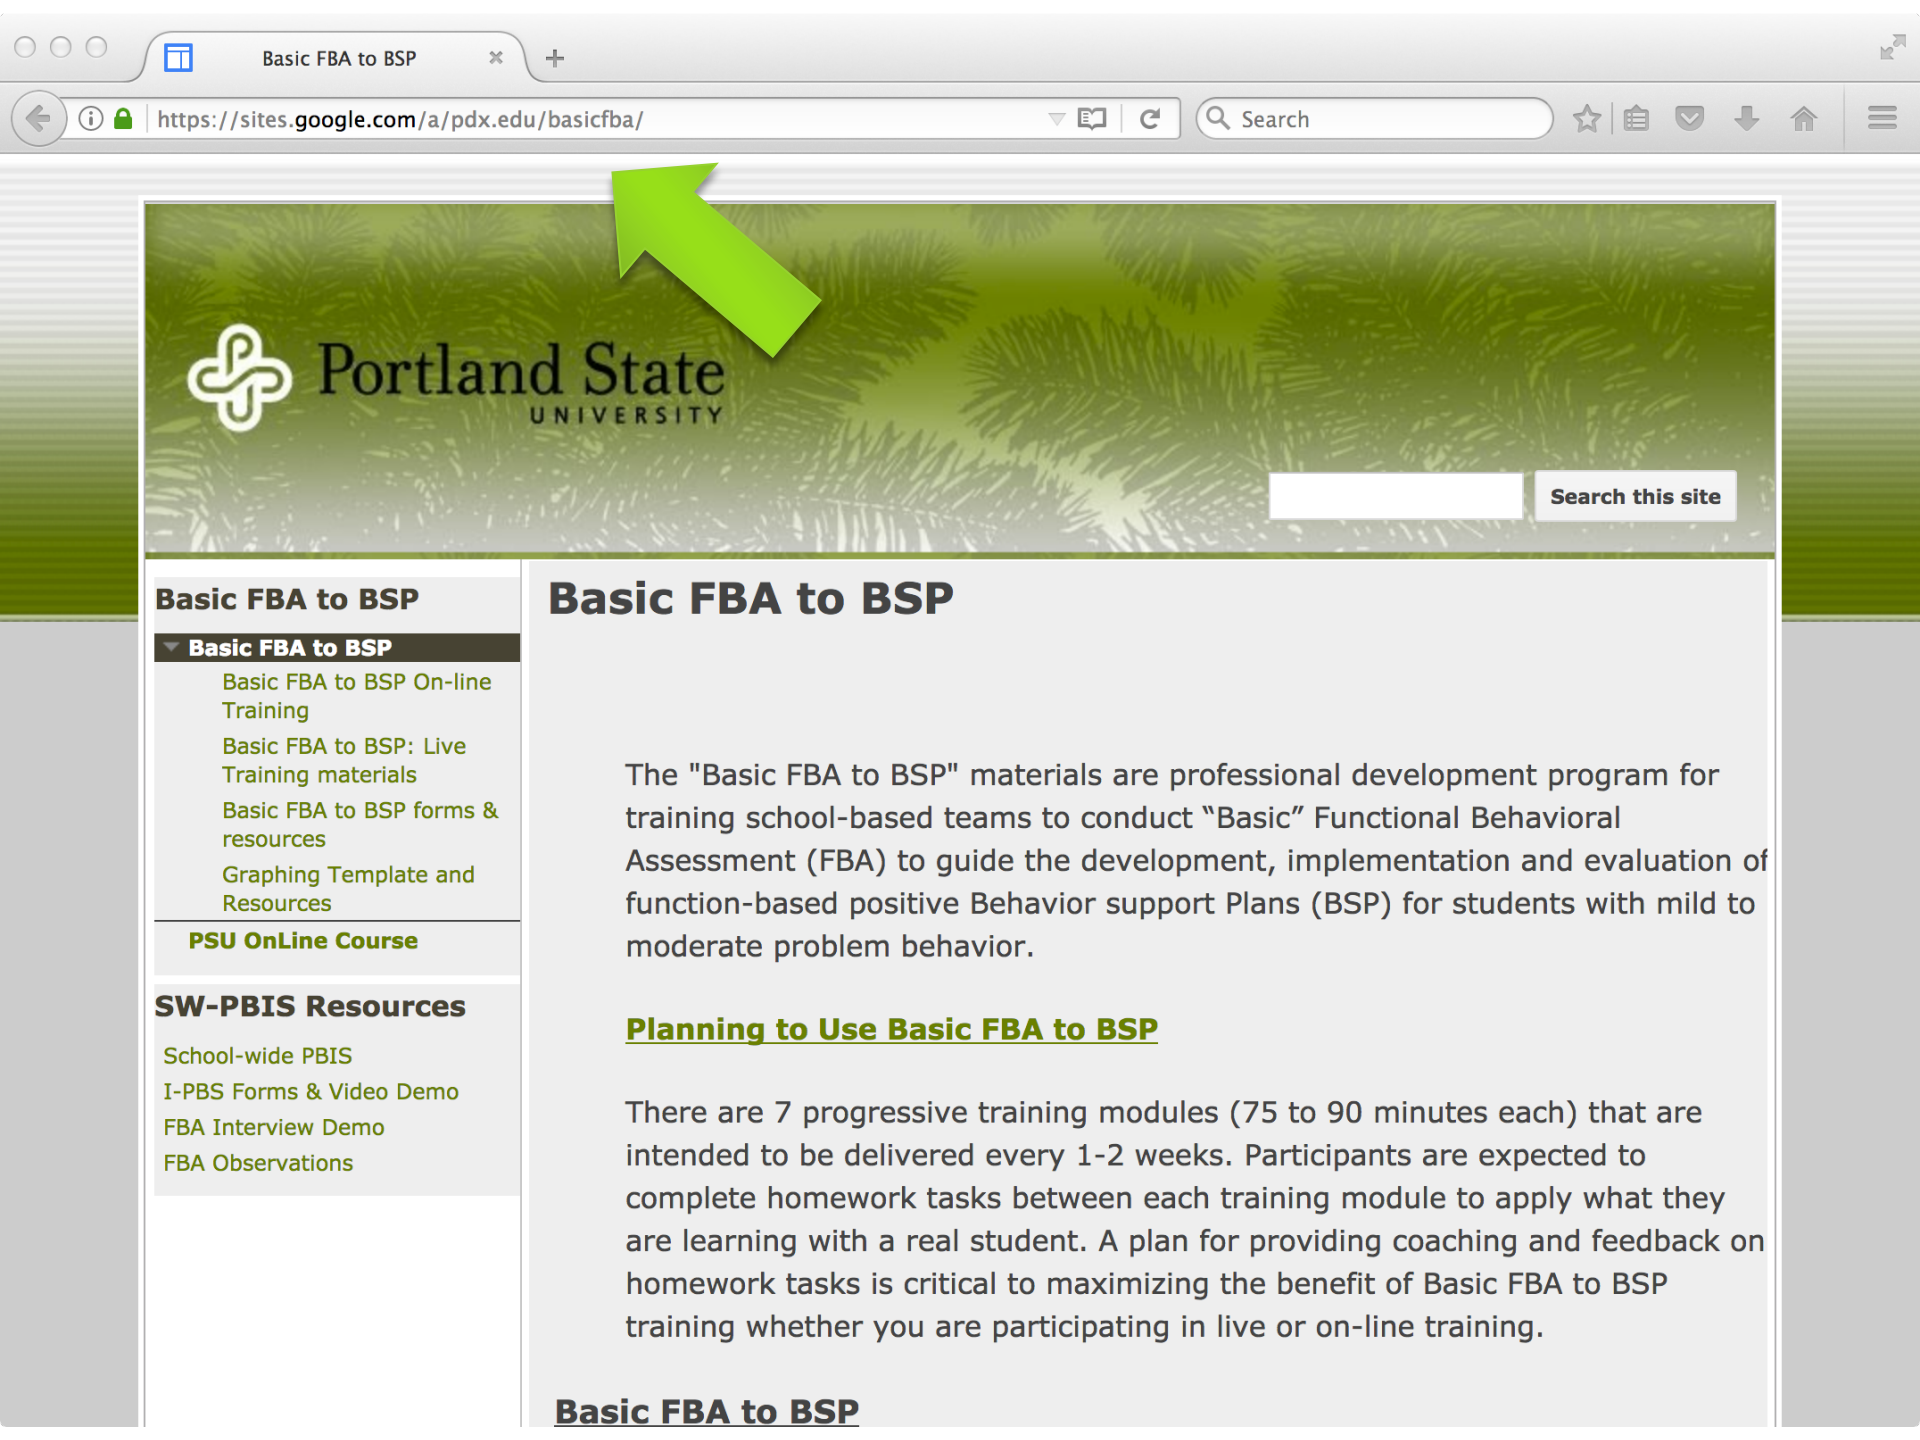 Basic FBA to BSP
https://sites.google.com/a/pdx.edu/basicfba/
Search
Portland State
UNIVERSITY
Search this site
Basic FBA to BSP
Basic FBA to BSP
Basic FBA to BSP On-line
Training
Basic FBA to BSP: Live
Training materials
Basic FBA to BSP forms &
resources
Graphing Template and
Resources
PSU OnLine Course
SW-PBIS Resources
School-wide PBIS
I-PBS Forms & Video Demo
FBA Interview Demo
FBA Observations
Basic FBA to BSP
The "Basic FBA to BSP" materials are professional development program for
training school-based teams to conduct “Basic” Functional Behavioral
Assessment (FBA) to guide the development, implementation and evaluation of
function-based positive Behavior support Plans (BSP) for students with mild to
moderate problem behavior.
Planning to Use Basic FBA to BSP
There are 7 progressive training modules (75 to 90 minutes each) that are
intended to be delivered every 1-2 weeks. Participants are expected to
complete homework tasks between each training module to apply what they
are learning with a real student. A plan for providing coaching and feedback on
homework tasks is critical to maximizing the benefit of Basic FBA to BSP
training whether you are participating in live or on-line training.
Basic FBA to BSP